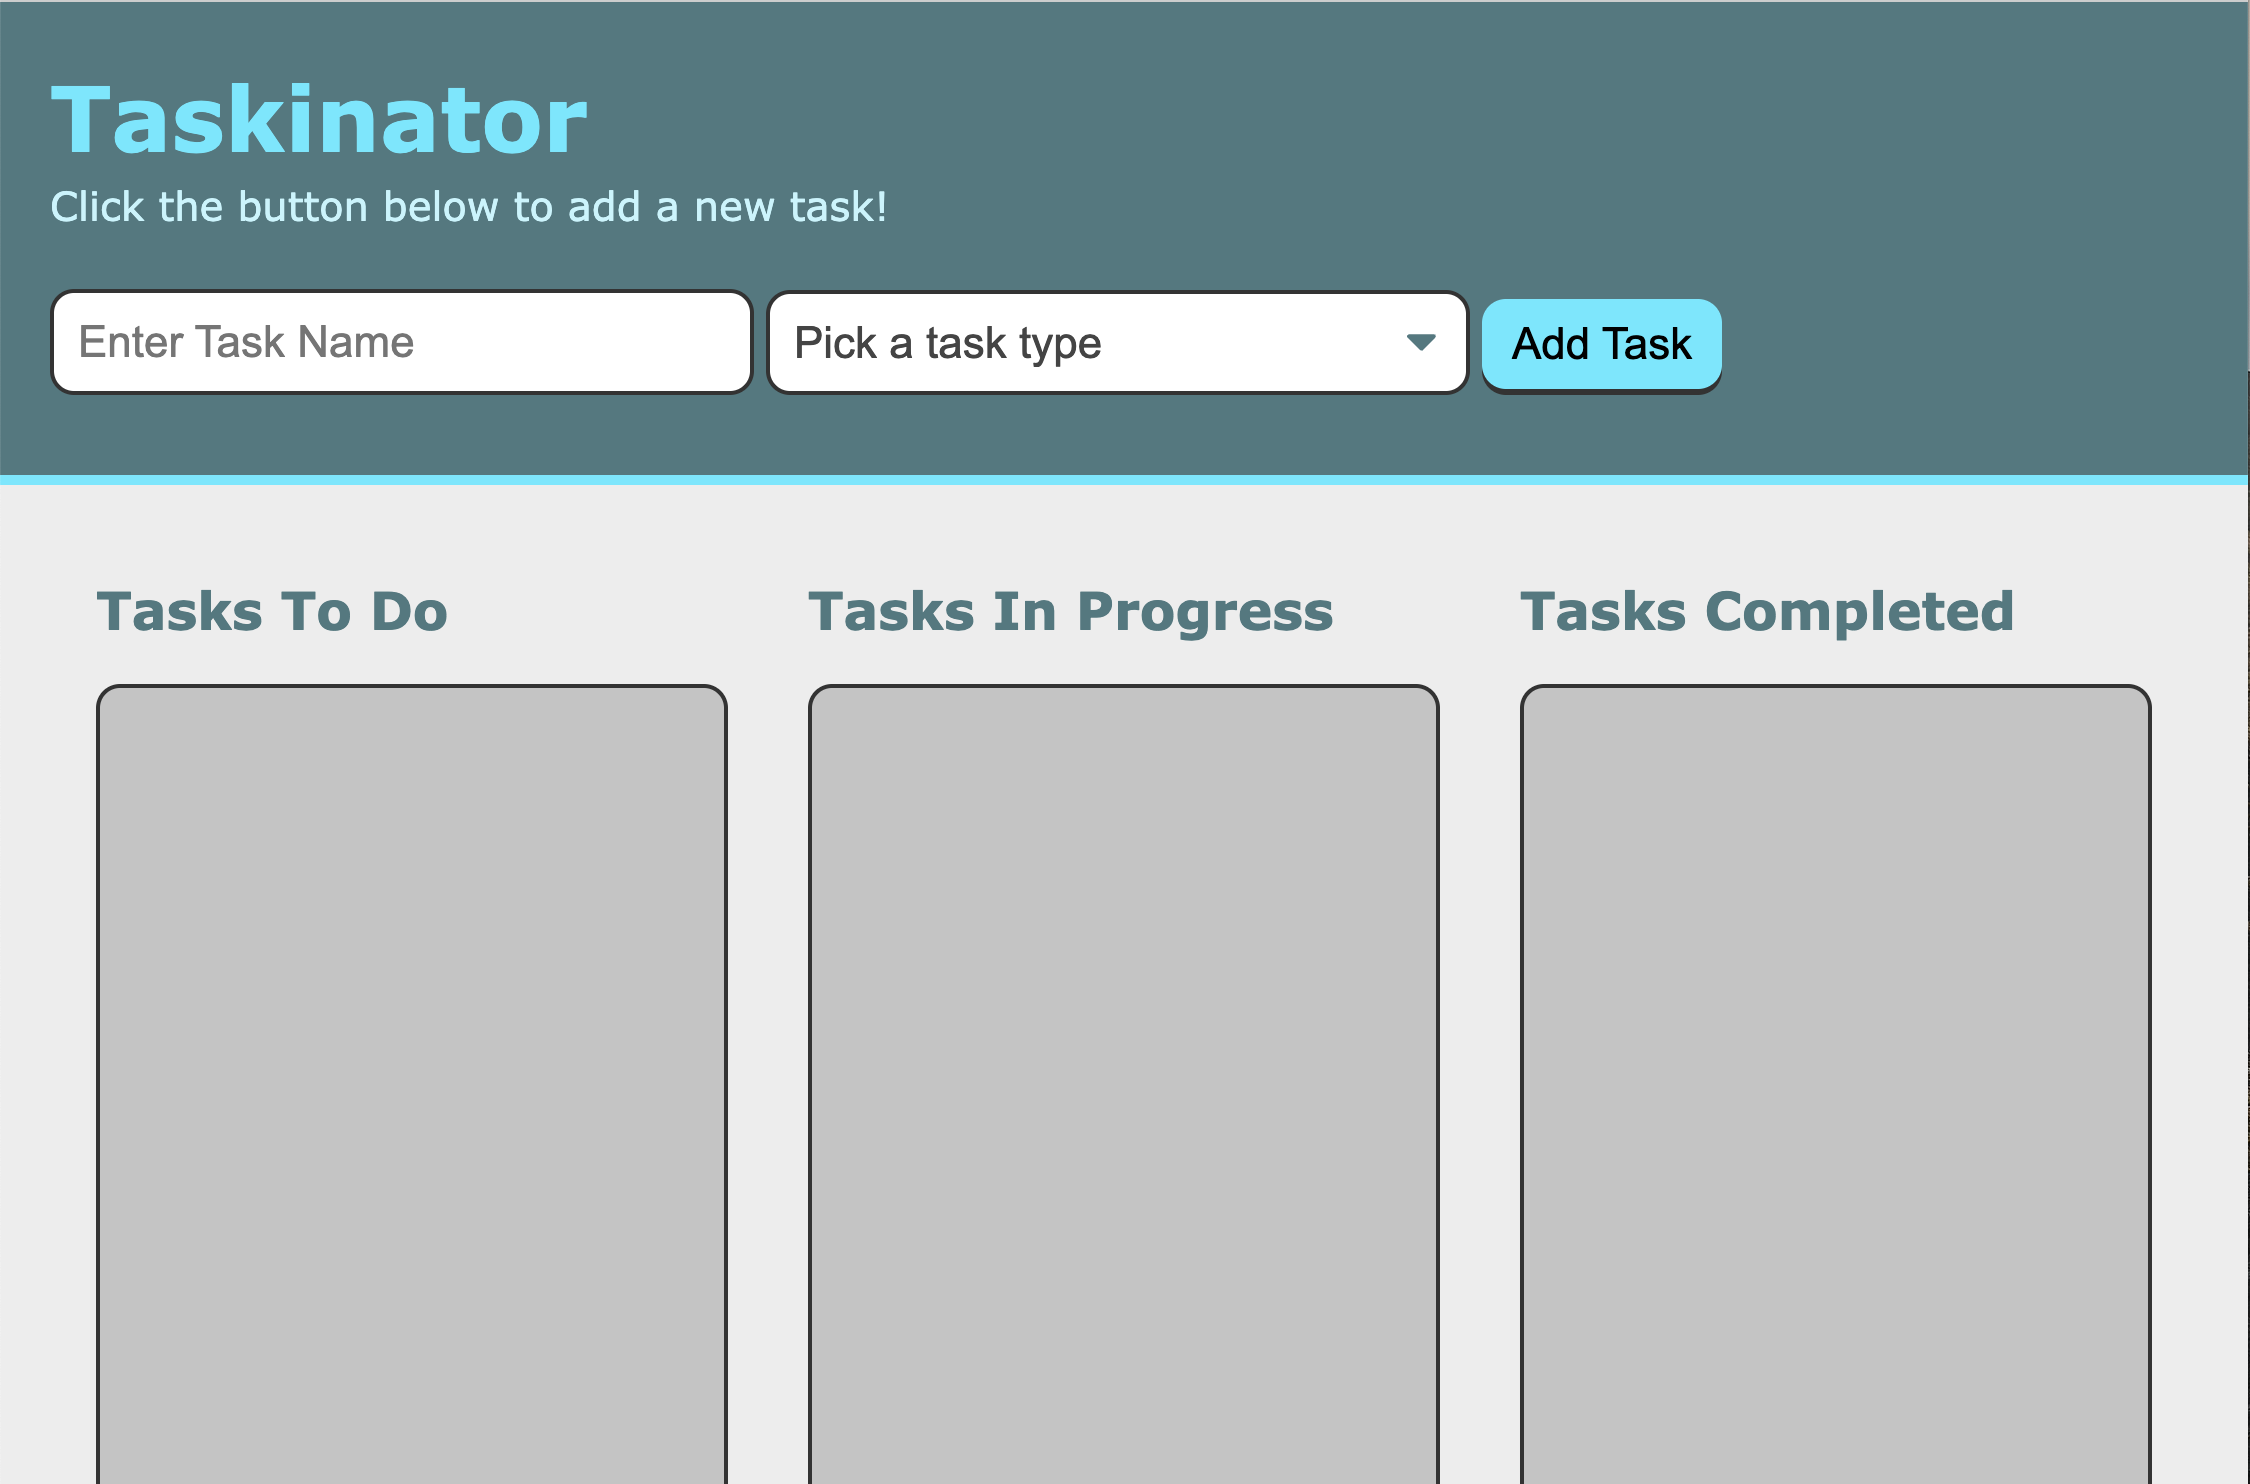 Taskinator
Click the button below to add a new task!
Enter Task Name
Pick a task type
Add Task
Tasks To Do
Tasks In Progress
Tasks Completed